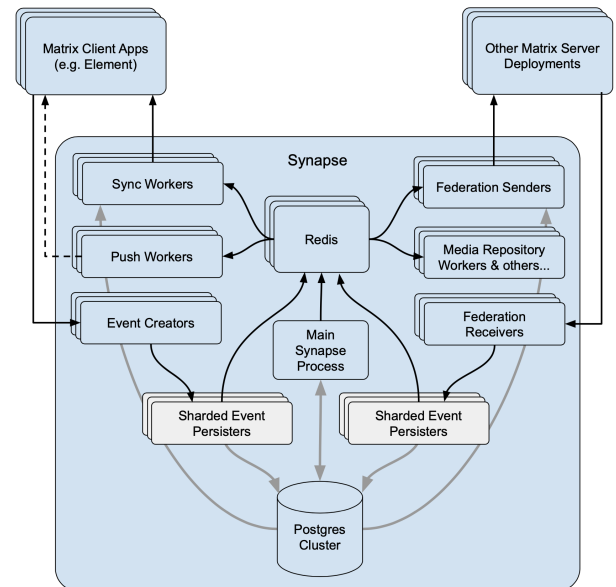 Matrix Client Apps
(e.g. Element)
Other Matrix Server
Deployments
Synapse
Sync Workers
Federation Senders
Redis
Push Workers
Media Repository
Workers & others...
Event Creators
Federation
Receivers
Main
Synapse
Process
Sharded Event
Persisters
Sharded Event
Persisters
Postgres
Cluster